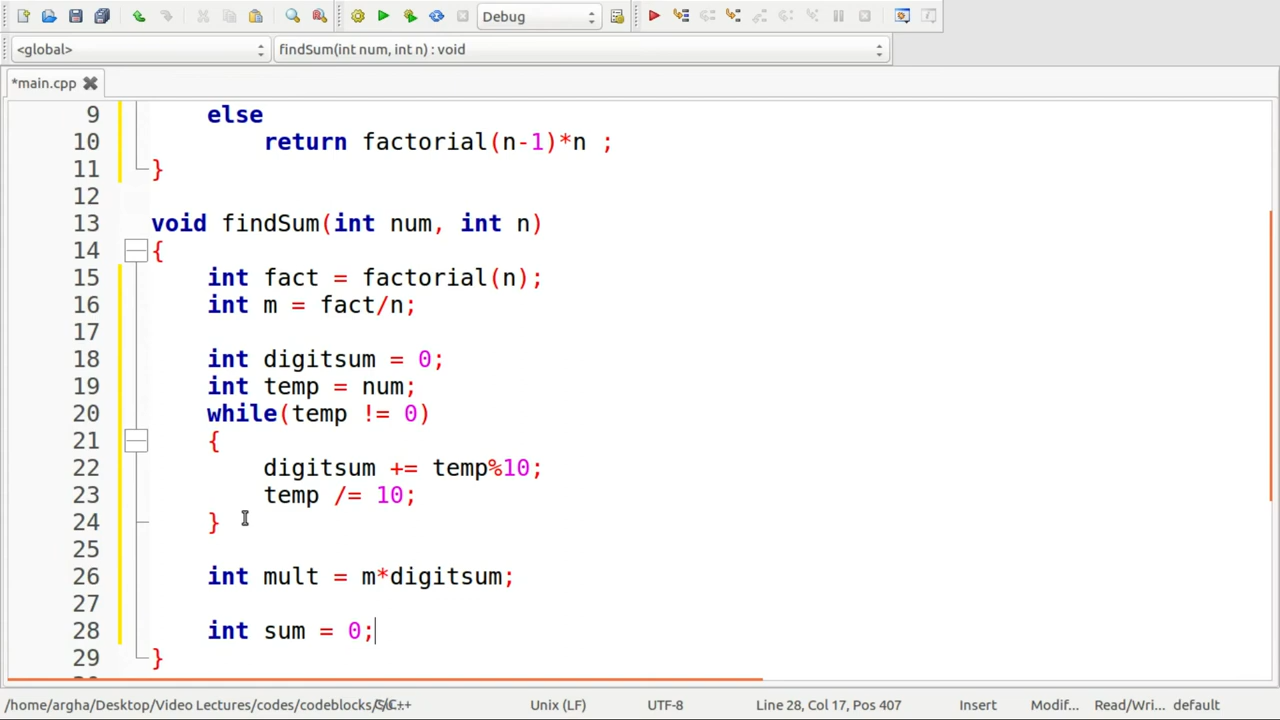 Debug
<global> findSum(int num, int n) : void
*main.cpp
9 else
10 return factorial(n-1)*n ;
11 }
12
13 void findSum(int num, int n)
14 {
15 int fact = factorial(n);
16 int m = fact/n;
17
18 int digitsum = 0;
19 int temp = num;
20 while(temp != 0)
21 {
22 digitsum += temp%10;
23 temp /= 10;
24 }
25
26 int mult = m*digitsum;
27
28 int sum = 0;
29 }
/home/argha/Desktop/Video Lectures/codes/codeblocks/ C/C++ Unix (LF) UTF-8 Line 28, Col 17, Pos 407 Insert Modif... Read/Wri... default